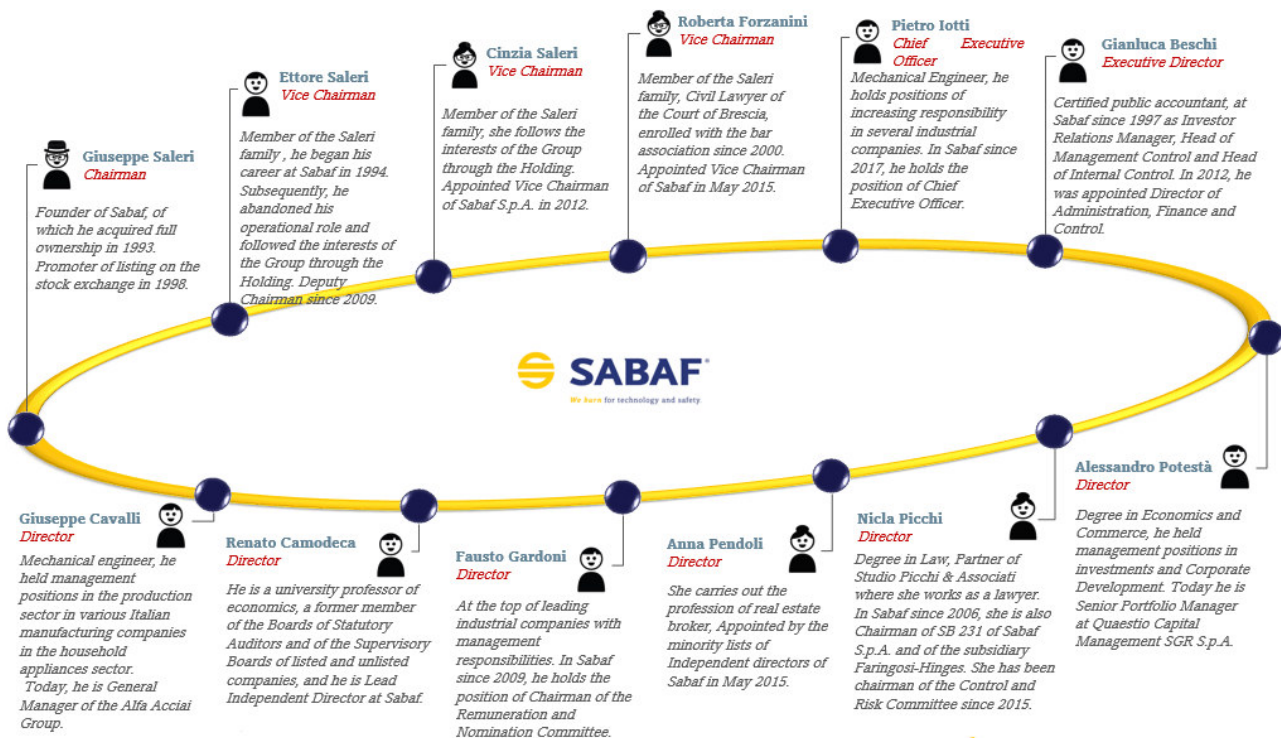 Giuseppe Saleri
Chairman
Founder of Sabaf, of
which he acquired full
ownership in 1993.
Promoter of listing on the
stock exchange in 1998.
Ettore Saleri
Vice Chairman
Member of the Saleri
family , he began his
career at Sabaf in 1994.
Subsequently, he
abandoned his
operational role and
followed the interests of
the Group through the
Holding. Deputy
Chairman since 2009.
Cinzia Saleri
Vice Chairman
Member of the Saleri
family, she follows the
interests of the Group
through the Holding.
Appointed Vice Chairman
of Sabaf S.p.A. in 2012.
Roberta Forzanini
Vice Chairman
Member of the Saleri
family, Civil Lawyer of
the Court of Brescia,
enrolled with the bar
association since 2000.
Appointed Vice Chairman
of Sabaf in May 2015.
Pietro Iotti
Chief Executive
Officer
Mechanical Engineer, he
holds positions of
increasing responsibility
in several industrial
companies. In Sabaf since
2017, he holds the
position of Chief
Executive Officer.
Gianluca Beschi
Executive Director
Certified public accountant, at
Sabaf since 1997 as Investor
Relations Manager, Head of
Management Control and Head
of Internal Control. In 2012, he
was appointed Director of
Administration, Finance and
Control.
SABAF®
We burn for technology and safety.
Giuseppe Cavalli
Director
Mechanical engineer, he
held management
positions in the production
sector in various Italian
manufacturing companies
in the household
appliances sector.
Today, he is General
Manager of the Alfa Acciai
Group.
Renato Camodeca
Director
He is a university professor of
economics, a former member
of the Boards of Statutory
Auditors and of the Supervisory
Boards of listed and unlisted
companies, and he is Lead
Independent Director at Sabaf.
Fausto Gardoni
Director
At the top of leading
industrial companies with
management
responsibilities. In Sabaf
since 2009, he holds the
position of Chairman of the
Remuneration and
Nomination Committee.
Anna Pendoli
Director
She carries out the
profession of real estate
broker, Appointed by the
minority lists of
Independent directors of
Sabaf in May 2015.
Nicla Picchi
Director
Degree in Law, Partner of
Studio Picchi & Associati
where she works as a lawyer.
In Sabaf since 2006, she is also
Chairman of SB 231 of Sabaf
S.p.A. and of the subsidiary
Faringosi-Hinges. She has been
chairman of the Control and
Risk Committee since 2015.
Alessandro Potestà
Director
Degree in Economics and
Commerce, he held
management positions in
investments and Corporate
Development. Today he is
Senior Portfolio Manager
at Quaestio Capital
Management SGR S.p.A.